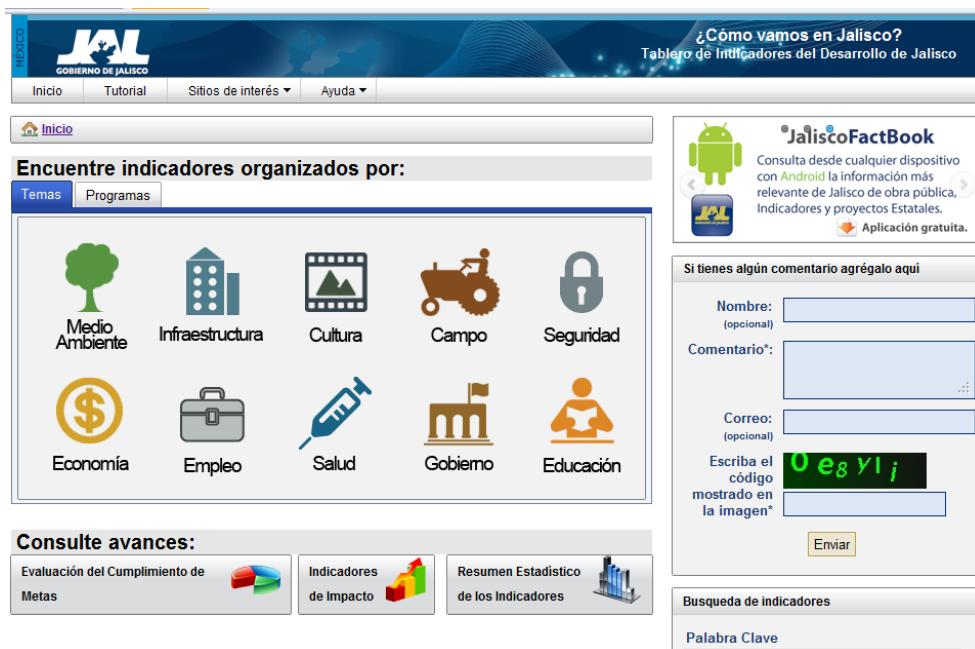 MÉXICO
JAL
GOBIERNO DE JALISCO
¿Cómo vamos en Jalisco?
Tablero de Indicadores del Desarrollo de Jalisco
Inicio Tutorial Sitios de interés Ayuda
Inicio
Encuentre indicadores organizados por:
Temas Programas
Medio
Ambiente
Infraestructura
Cultura
Campo
Seguridad
Economía
Empleo
Salud
Gobierno
Educación
Consulte avances:
Evaluación del Cumplimiento de
Metas
Indicadores
de Impacto
Resumen Estadístico
de los Indicadores
JaliscoFactBook
Consulta desde cualquier dispositivo
con Android la información más
relevante de Jalisco de obra pública,
Indicadores y proyectos Estatales.
JAL
Aplicación gratuita.
Si tienes algún comentario agrégalo aquí
Nombre:
(opcional)
Comentario*:
Correo:
(opcional)
Escriba el
código
mostrado en
la imagen*
Enviar
Busqueda de indicadores
Palabra Clave